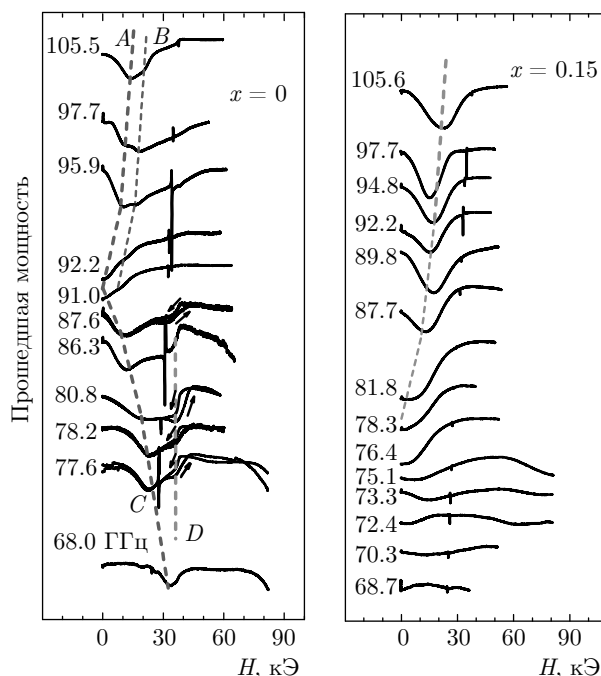 Прошедшая мощность
A B
x = 0
105.5
97.7
95.9
92.2
91.0
87.6
86.3
80.8
78.2
77.6
C
D
68.0 ГГц
0 30 60 90
H, кЭ
x = 0.15
105.6
97.7
94.8
92.2
89.8
87.7
81.8
78.3
76.4
75.1
73.3
72.4
70.3
68.7
0 30 60 90
H, кЭ